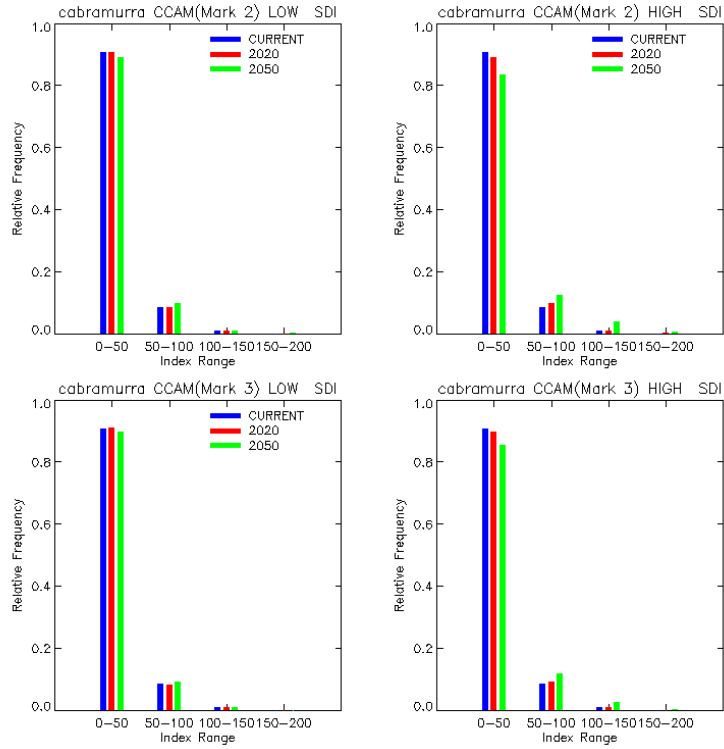 cabramurra CCAM(Mark 2) LOW SDI
1.0
0.8
0.6
0.4
0.2
0.0
Relative Frequency
CURRENT
2020
2050
0–50 50–100 100–150 150–200
Index Range
cabramurra CCAM(Mark 2) HIGH SDI
1.0
0.8
0.6
0.4
0.2
0.0
Relative Frequency
CURRENT
2020
2050
0–50 50–100 100–150 150–200
Index Range
cabramurra CCAM(Mark 3) LOW SDI
1.0
0.8
0.6
0.4
0.2
0.0
Relative Frequency
CURRENT
2020
2050
0–50 50–100 100–150 150–200
Index Range
cabramurra CCAM(Mark 3) HIGH SDI
1.0
0.8
0.6
0.4
0.2
0.0
Relative Frequency
0–50 50–100 100–150 150–200
Index Range